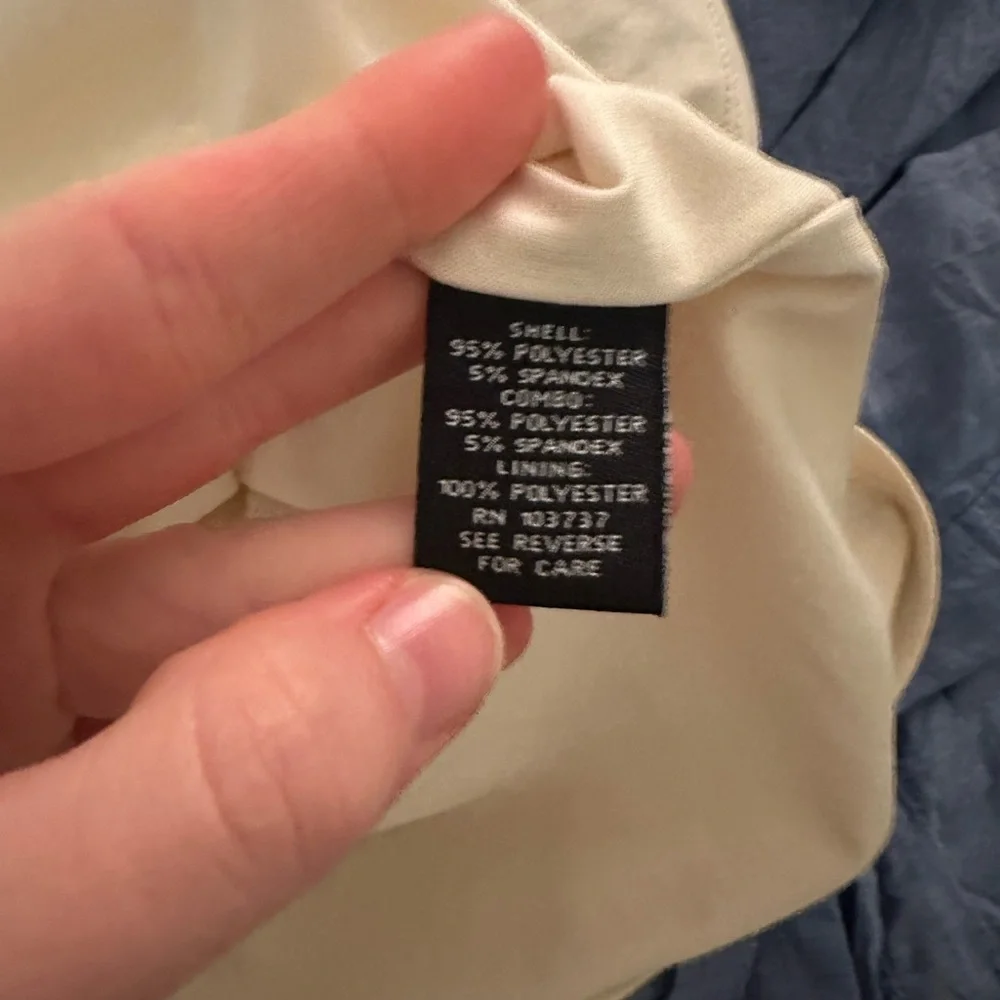 SHELL:
95% POLYESTER
5% SPANDEX
COMBO:
95% POLYESTER
5% SPANDEX
LINING:
100% POLYESTER
RN 103737
SEE REVERSE
FOR CARE